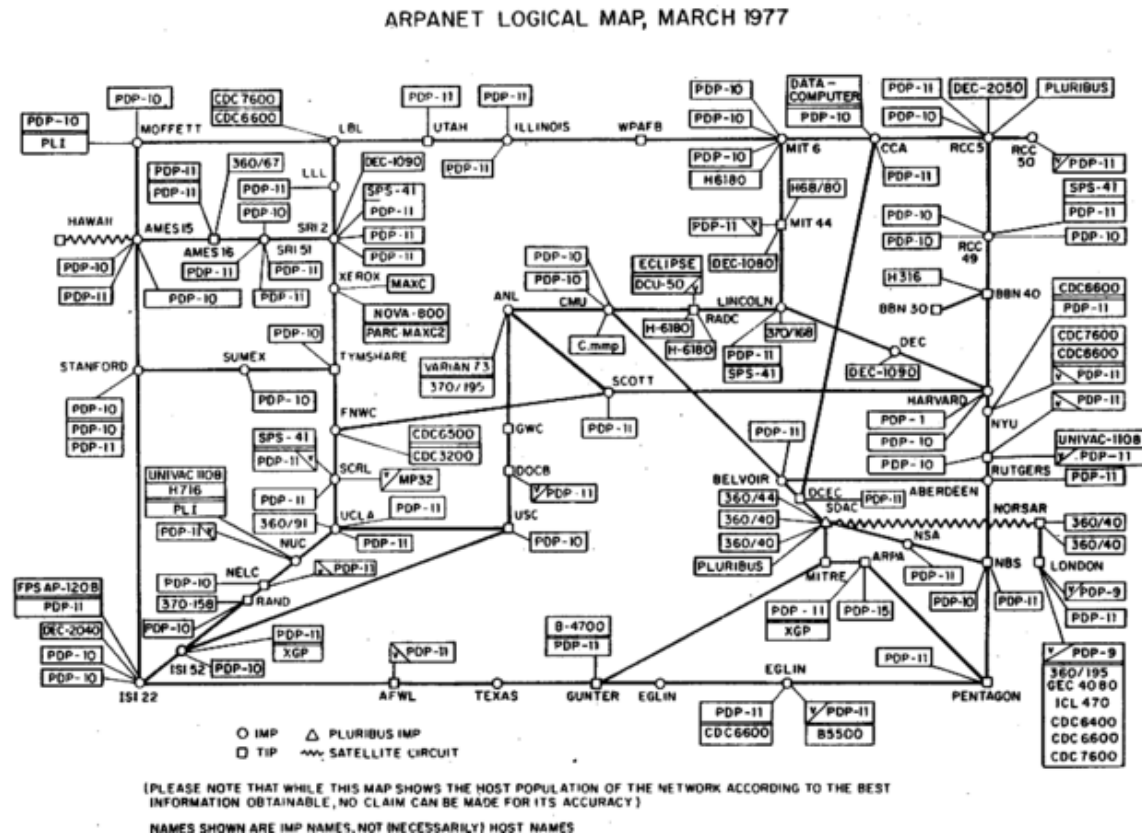 ARPANET LOGICAL MAP, MARCH 1977
PDP-10
PLI
PDP-10
MOFFETT
CDC7600
CDC6600
LBL
PDP-11
UTAH
PDP-11
ILLINOIS
PDP-11
WPAFB
PDP-10
PDP-10
PDP-10
H6180
MIT 6
DATA-
COMPUTER
PDP-10
CCA
PDP-11
PDP-11
PDP-10
DEC-2050
PLURIBUS
RCC5
RCC
50
PDP-11
LLL
PDP-11
360/67
PDP-11
PDP-11
HAWAII
AMES15
AMES 16
PDP-10
PDP-11
PDP-10
PDP-11
PDP-10
SRI 51
PDP-11
PDP-11
SRI 2
DEC-1090
SPS-41
PDP-11
PDP-11
PDP-11
XEROX
MAXC
NOVA-800
PARC MAXC2
H68/80
PDP-11
MIT 44
DEC-1080
SPS-41
PDP-11
PDP-10
PDP-10
PDP-10
RCC
49
H316
BBN 30
BBN 40
ANL
VARIAN 73
370/195
PDP-10
PDP-10
CMU
C.mmp
ECLIPSE
DCU-50
RADC
H-6180
H-6180
LINCOLN
370/168
PDP-11
SPS-41
DEC
DEC-1090
CDC6600
PDP-11
CDC7600
CDC6600
PDP-11
PDP-11
STANFORD
PDP-10
PDP-10
PDP-11
SUMEX
PDP-10
PDP-10
TYMSHARE
SCOTT
PDP-11
HARVARD
PDP-1
PDP-10
PDP-10
NYU
FNWC
CDC6500
CDC3200
GWC
DOCB
PDP-11
SPS-41
PDP-11
SCRL
MP32
PDP-11
360/91
UCLA
PDP-11
PDP-11
USC
PDP-10
UNIVAC-1108
PDP-11
RUTGERS
PDP-11
PDP-11
BELVOIR
DCEC
PDP-11
ABERDEEN
360/44
360/40
360/40
PLURIBUS
SDAC
NORSAR
360/40
360/40
UNIVAC 1108
H716
PLI
PDP-11
NUC
NELC
PDP-11
PDP-10
370-158
RAND
PDP-10
NSA
PDP-11
MITRE
ARPA
PDP-11
XGP
PDP-15
NBS
PDP-10
PDP-11
LONDON
PDP-9
PDP-11
PDP-9
360/195
GEC 4080
ICL 470
CDC6400
CDC6600
CDC7600
FPS AP-120B
PDP-11
DEC-2040
PDP-10
PDP-10
ISI 22
ISI 52
PDP-11
XGP
PDP-10
PDP-11
AFWL
TEXAS
B-4700
PDP-11
GUNTER
EGLIN
EGLIN
PDP-11
CDC6600
PDP-11
B5500
PDP-11
PENTAGON
IMP
PLURIBUS IMP
TIP
SATELLITE CIRCUIT
(PLEASE NOTE THAT WHILE THIS MAP SHOWS THE HOST POPULATION OF THE NETWORK ACCORDING TO THE BEST
INFORMATION OBTAINABLE, NO CLAIM CAN BE MADE FOR ITS ACCURACY)
NAMES SHOWN ARE IMP NAMES, NOT (NECESSARILY) HOST NAMES